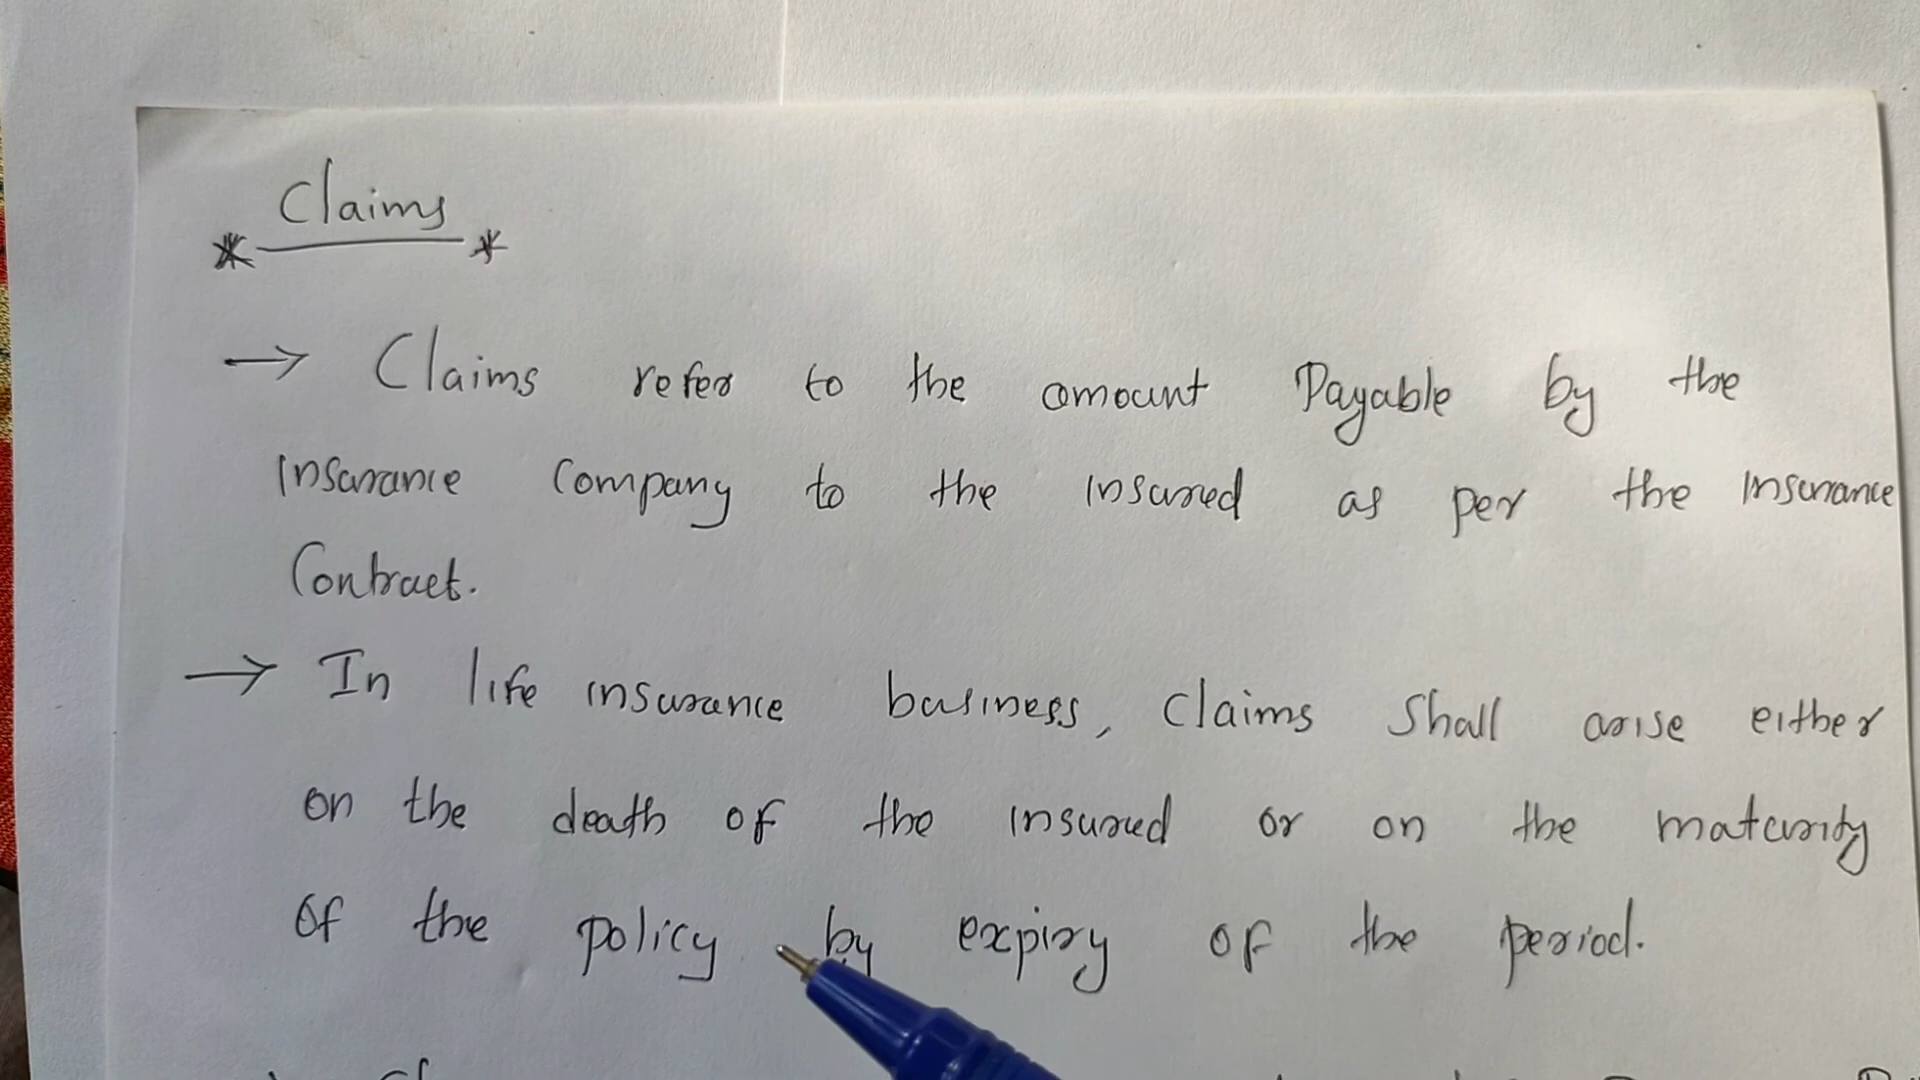 Claims
* *
→ Claims refer to the amount Payable by the
insurance Company to the insured as per the insurance
Contract.
→ In life insurance business, Claims Shall arise either
on the death of the insured or on the maturity
of the policy by expiry of the period.